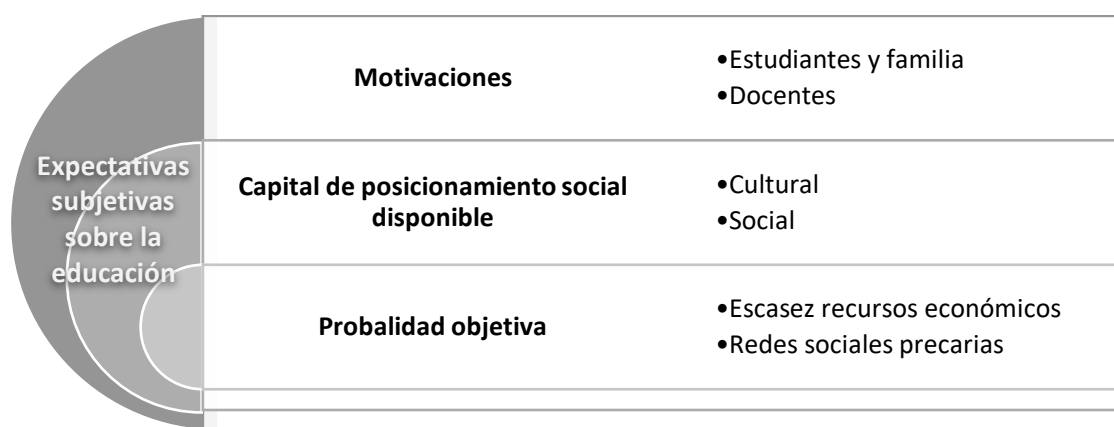 Expectativas
subjetivas
sobre la
educación
Motivaciones
•Estudiantes y familia
•Docentes
Capital de posicionamiento social
disponible
•Cultural
•Social
Probalidad objetiva
•Escasez recursos económicos
•Redes sociales precarias